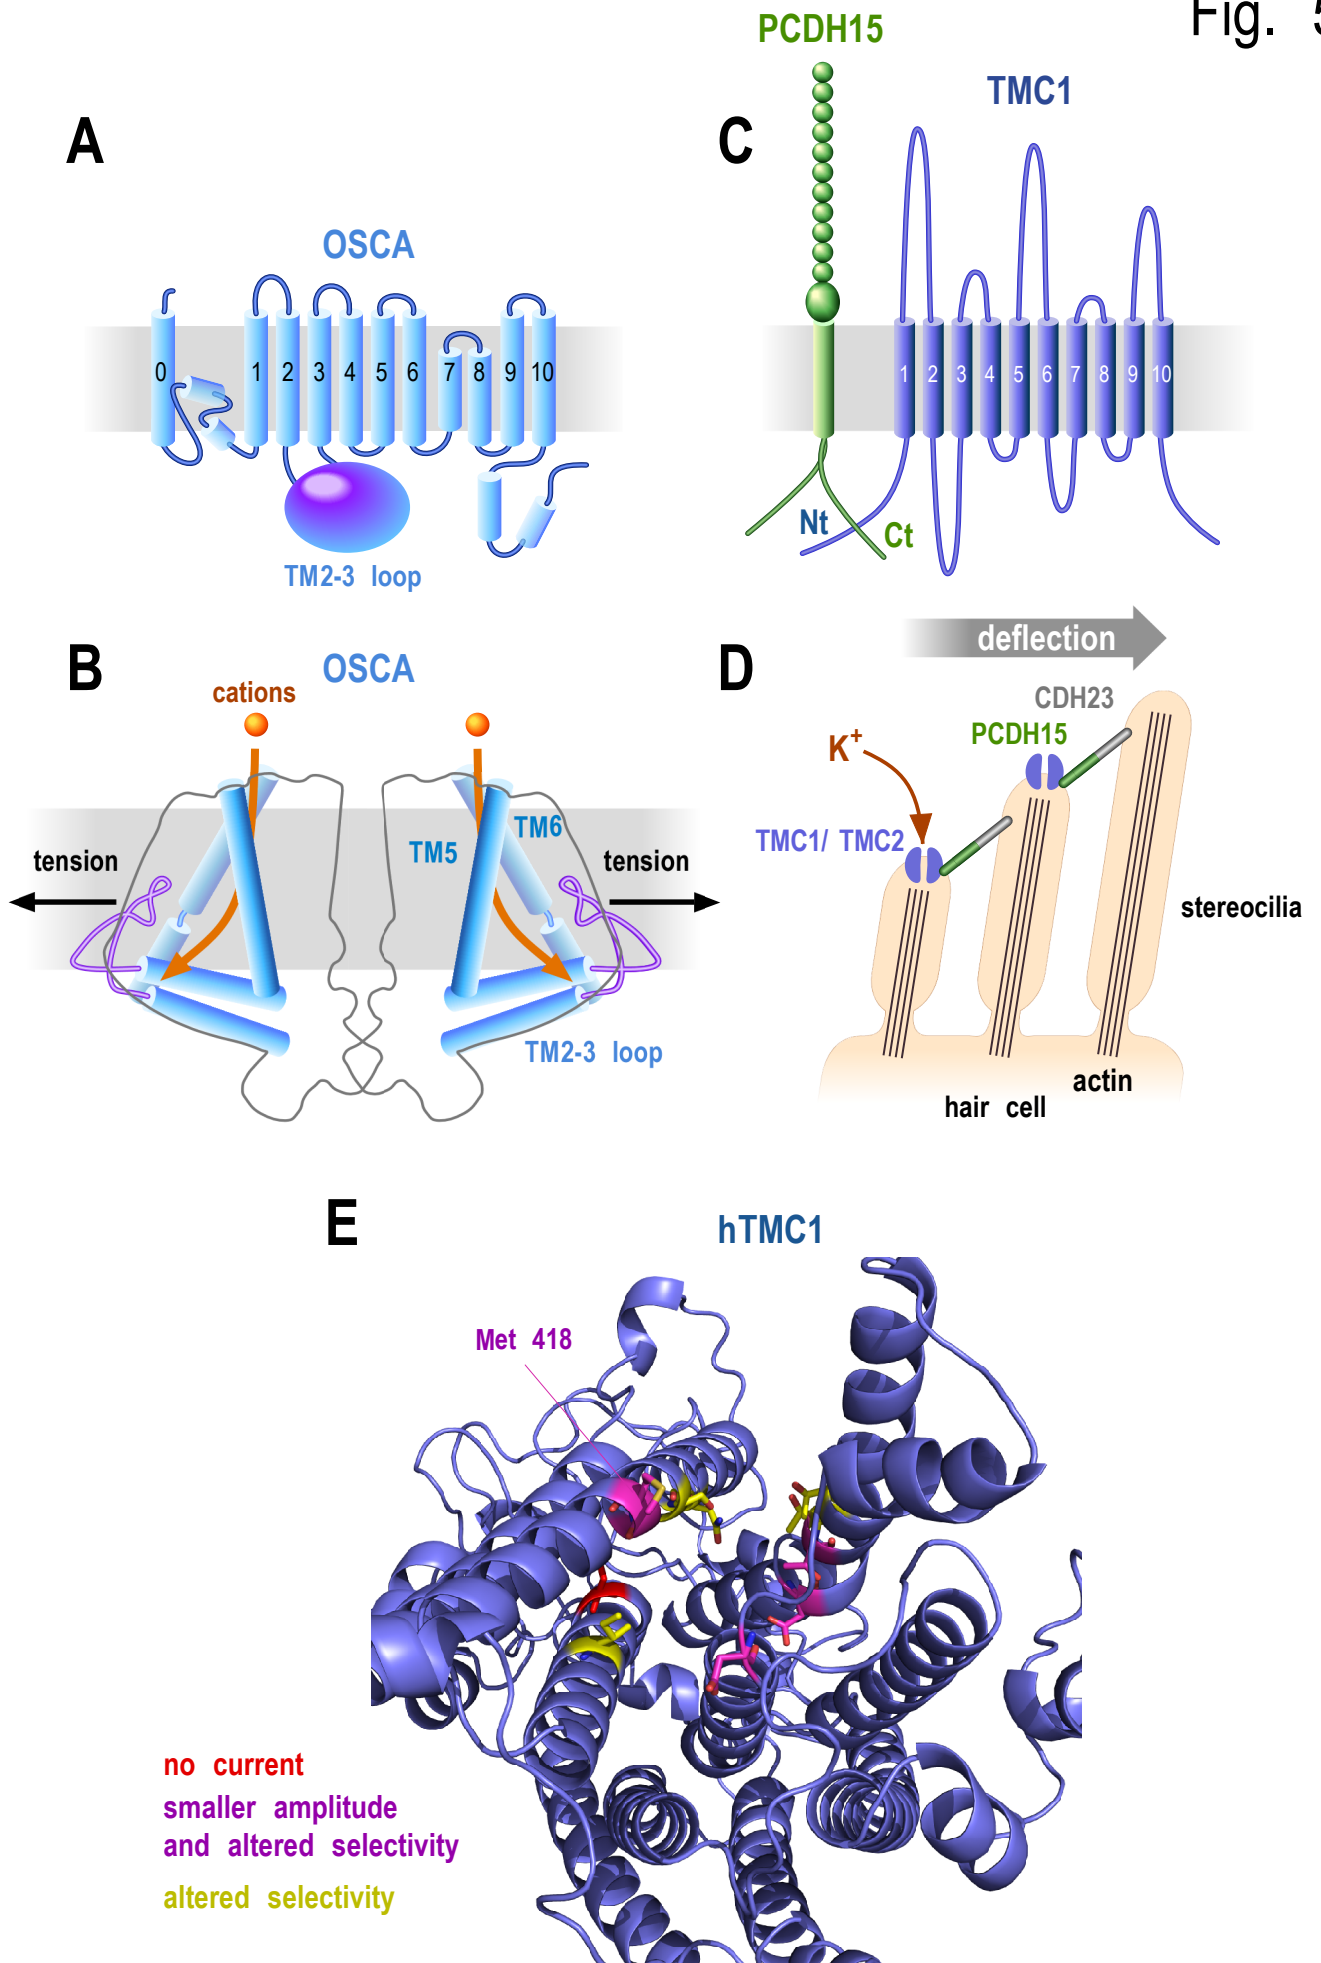 Fig. 5
PCDH15
TMC1
A
C
OSCA
0 1 2 3 4 5 6 7 8 9 10
1 2 3 4 5 6 7 8 9 10
Nt
Ct
TM2-3 loop
deflection
B
OSCA
D
cations
CDH23
PCDH15
K+
TM6
TM5
TMC1/ TMC2
tension
tension
stereocilia
TM2-3 loop
actin
hair cell
E
hTMC1
Met 418
no current
smaller amplitude
and altered selectivity
altered selectivity